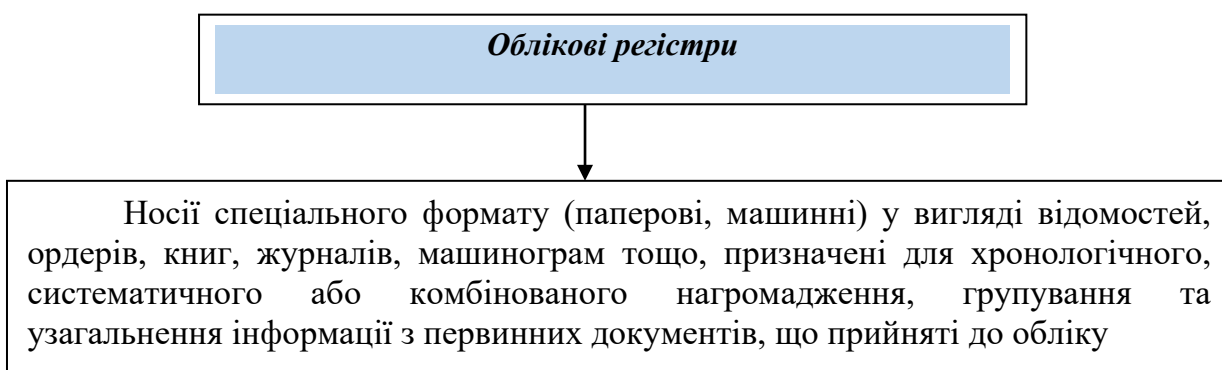 Облікові регістри
Носії спеціального формату (паперові, машинні) у вигляді відомостей,
ордерів, книг, журналів, машинограм тощо, призначені для хронологічного,
систематичного або комбінованого нагромадження, групування та
узагальнення інформації з первинних документів, що прийняті до обліку